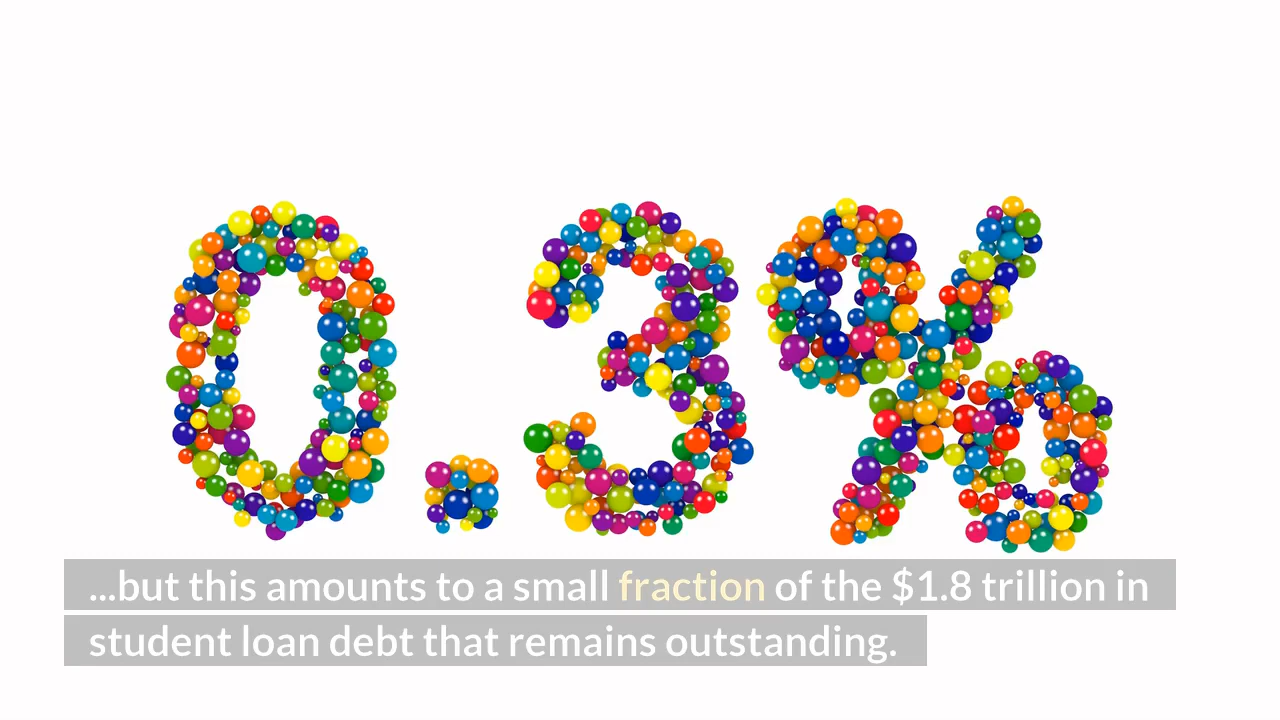 0.3%
...but this amounts to a small fraction of the $1.8 trillion in
student loan debt that remains outstanding.